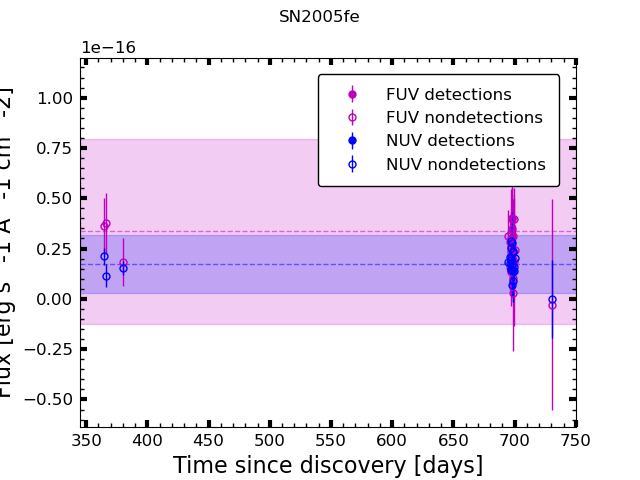 SN2005fe
1e−16
Flux [erg s -1 A -1 cm -2]
1.00
0.75
0.50
0.25
0.00
−0.25
−0.50
FUV detections
FUV nondetections
NUV detections
NUV nondetections
350 400 450 500 550 600 650 700 750
Time since discovery [days]